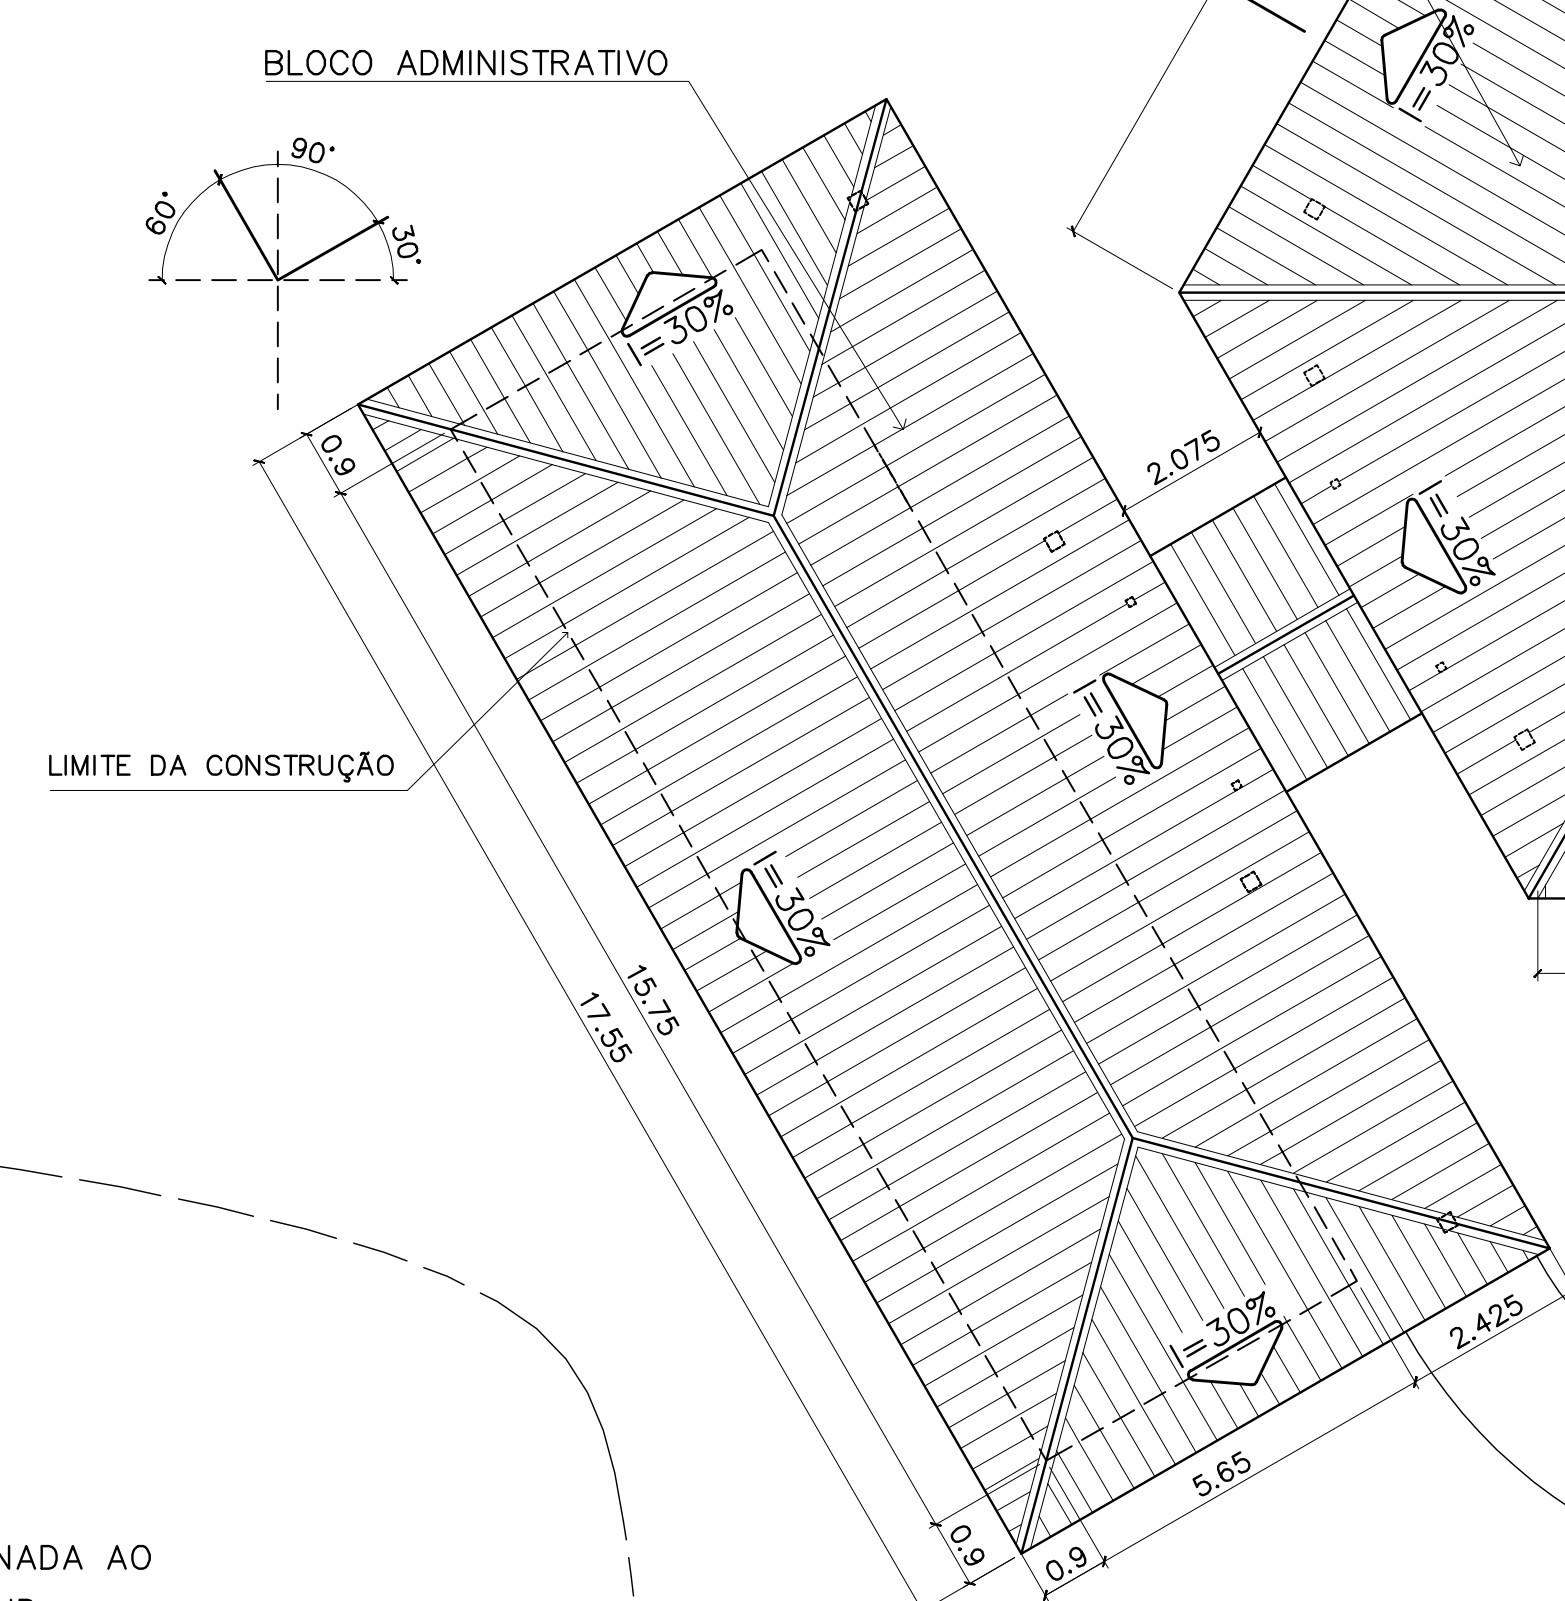 BLOCO ADMINISTRATIVO
I=30%
90°
60°
30°
I=30%
2.075
0.9
I=30%
I=30%
LIMITE DA CONSTRUÇÃO
I=30%
15.75
17.55
I=30%
2.425
5.65
0.9
0.9
NADA AO